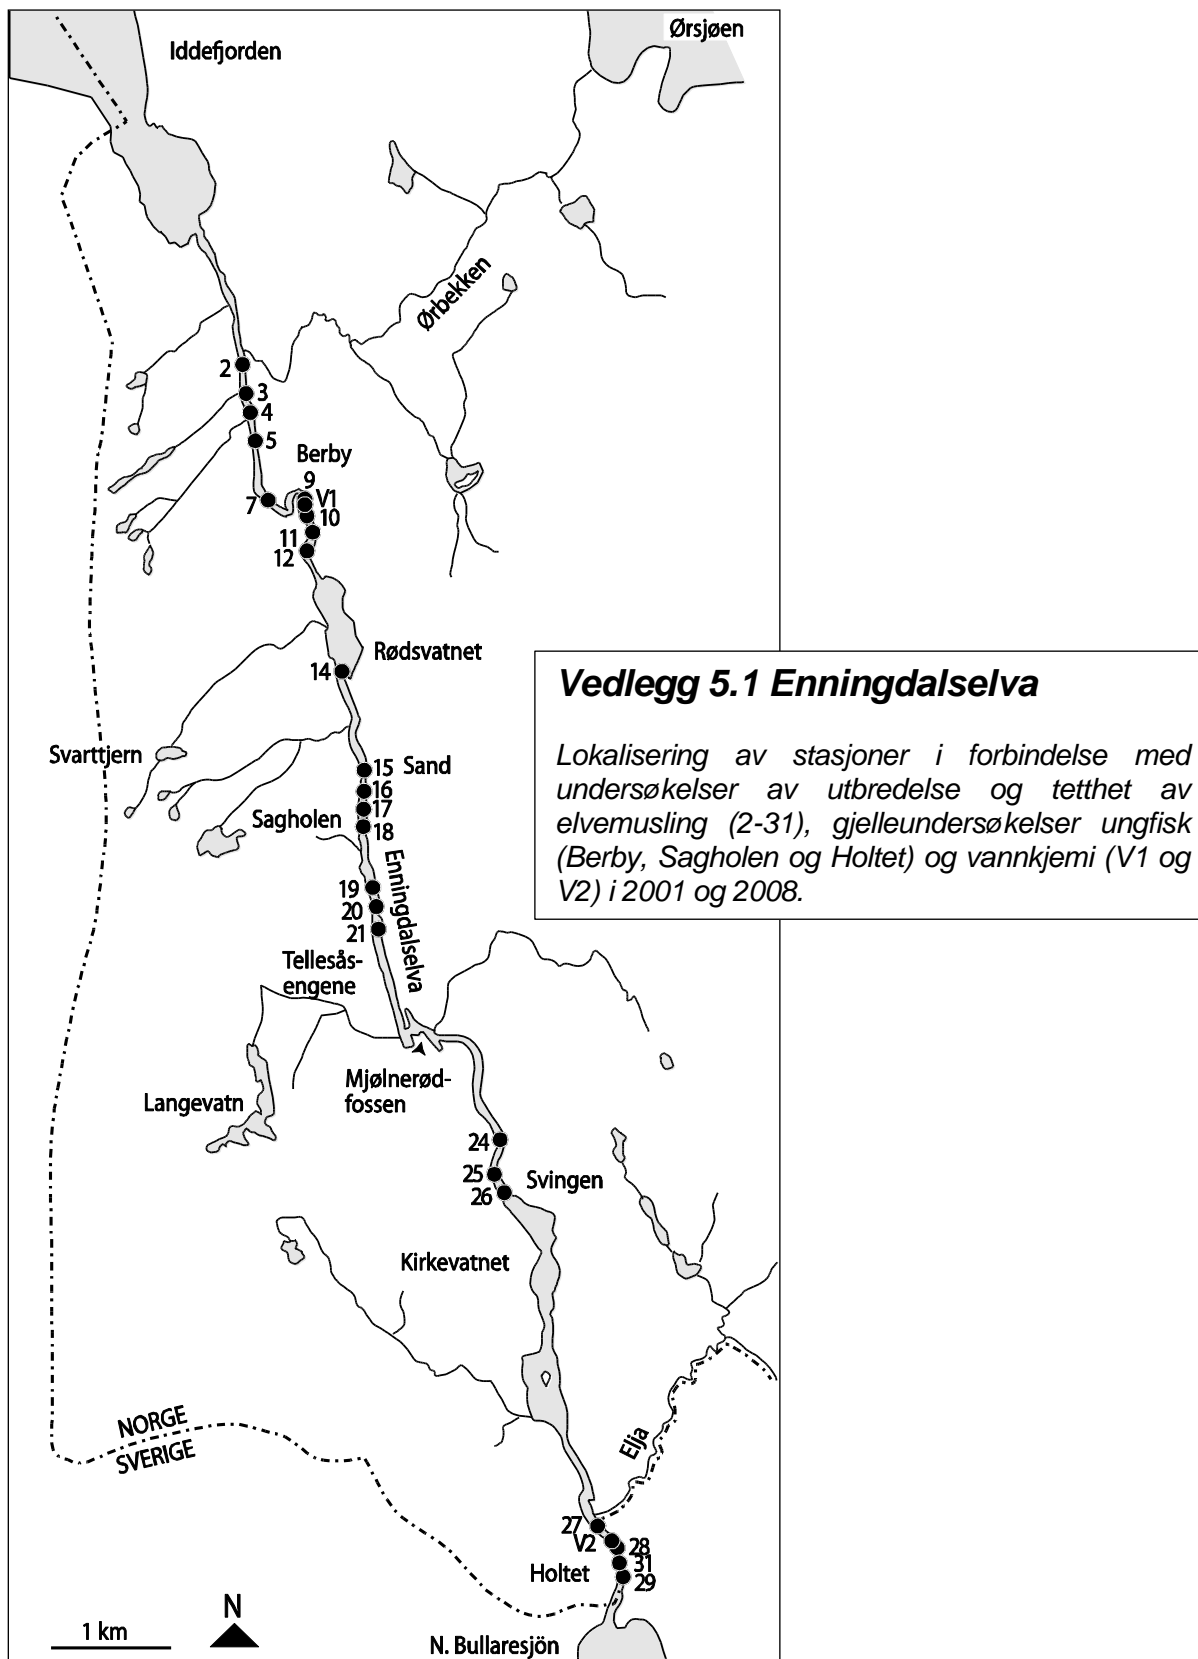 Ørsjøen
Iddefjorden
Ørbekken
2
3
4
5
Berby
9
7
V1
10
11
12
Rødsvatnet
14
Svarttjern
15
Sand
16
17
Sagholen
18
Enningdalselva
19
20
21
Tellesås-
engene
Mjølnerød-
fossen
Langevatn
24
25
Svingen
26
Kirkevatnet
NORGE
SVERIGE
Elja
27
V2
28
31
Holtet
29
N
1 km
N. Bullaresjön
Vedlegg 5.1 Enningdalselva
Lokalisering av stasjoner i forbindelse med
undersøkelser av utbredelse og tetthet av
elvemusling (2-31), gjelleundersøkelser ungfisk
(Berby, Sagholen og Holtet) og vannkjemi (V1 og
V2) i 2001 og 2008.